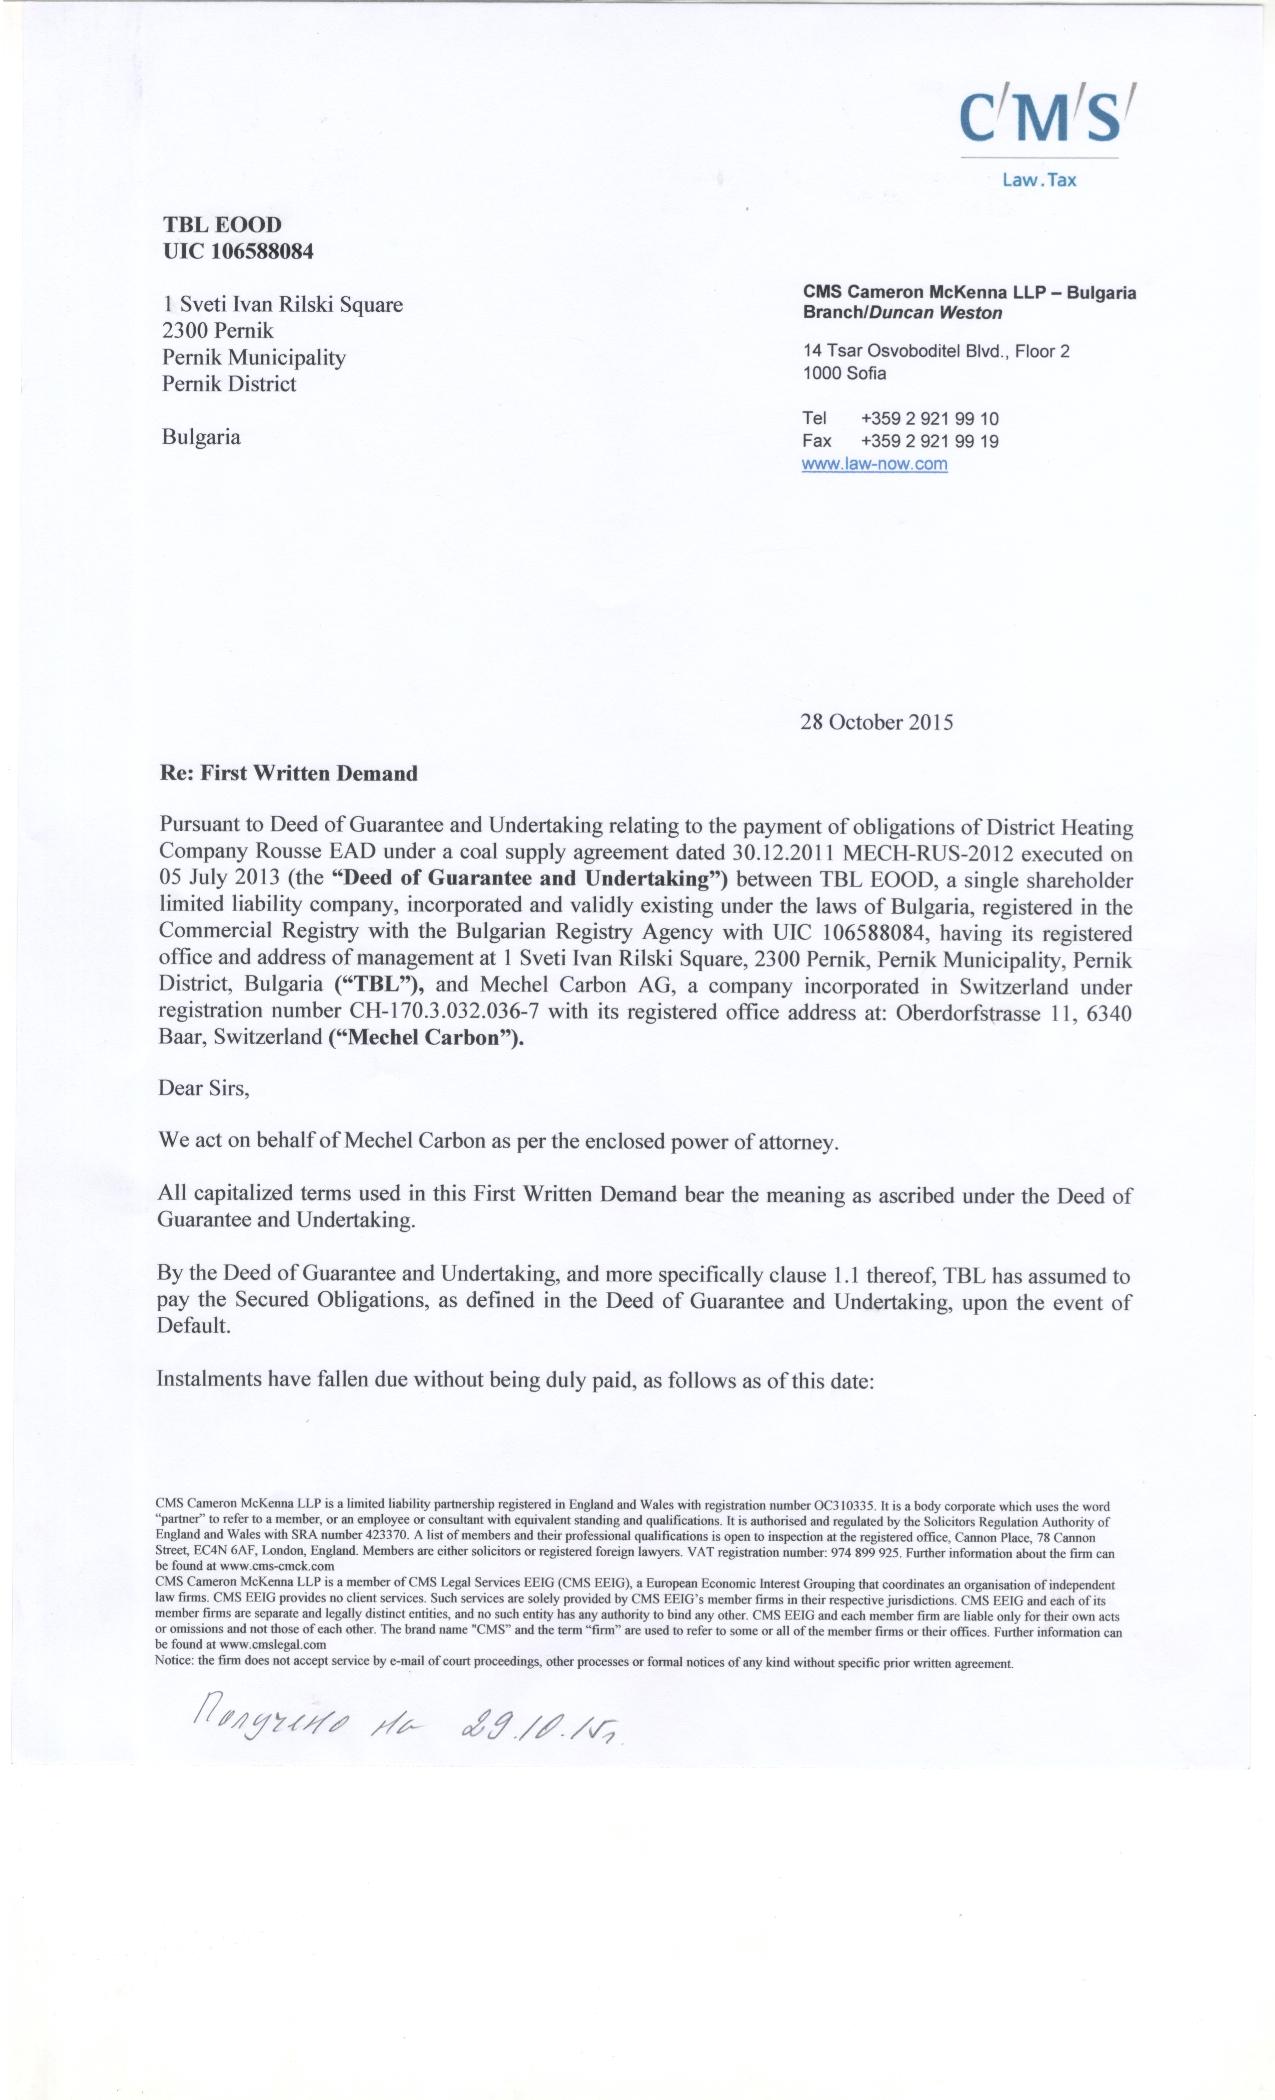 C'M'S'
Law.Tax
TBL EOOD
UIC 106588084
1 Sveti Ivan Rilski Square
2300 Pernik
Pernik Municipality
Pernik District
Bulgaria
CMS Cameron McKenna LLP – Bulgaria
Branch/Duncan Weston
14 Tsar Osvoboditel Blvd., Floor 2
1000 Sofia
Tel +359 2 921 99 10
Fax +359 2 921 99 19
www.law-now.com
28 October 2015
Re: First Written Demand
Pursuant to Deed of Guarantee and Undertaking relating to the payment of obligations of District Heating
Company Rousse EAD under a coal supply agreement dated 30.12.2011 MECH-RUS-2012 executed on
05 July 2013 (the “Deed of Guarantee and Undertaking”) between TBL EOOD, a single shareholder
limited liability company, incorporated and validly existing under the laws of Bulgaria, registered in the
Commercial Registry with the Bulgarian Registry Agency with UIC 106588084, having its registered
office and address of management at 1 Sveti Ivan Rilski Square, 2300 Pernik, Pernik Municipality, Pernik
District, Bulgaria (“TBL”), and Mechel Carbon AG, a company incorporated in Switzerland under
registration number CH-170.3.032.036-7 with its registered office address at: Oberdorfstrasse 11, 6340
Baar, Switzerland (“Mechel Carbon”).
Dear Sirs,
We act on behalf of Mechel Carbon as per the enclosed power of attorney.
All capitalized terms used in this First Written Demand bear the meaning as ascribed under the Deed of
Guarantee and Undertaking.
By the Deed of Guarantee and Undertaking, and more specifically clause 1.1 thereof, TBL has assumed to
pay the Secured Obligations, as defined in the Deed of Guarantee and Undertaking, upon the event of
Default.
Instalments have fallen due without being duly paid, as follows as of this date:
CMS Cameron McKenna LLP is a limited liability partnership registered in England and Wales with registration number OC310335. It is a body corporate which uses the word
“partner” to refer to a member, or an employee or consultant with equivalent standing and qualifications. It is authorised and regulated by the Solicitors Regulation Authority of
England and Wales with SRA number 423370. A list of members and their professional qualifications is open to inspection at the registered office, Cannon Place, 78 Cannon
Street, EC4N 6AF, London, England. Members are either solicitors or registered foreign lawyers. VAT registration number: 974 899 925. Further information about the firm can
be found at www.cms-cmck.com
CMS Cameron McKenna LLP is a member of CMS Legal Services EEIG (CMS EEIG), a European Economic Interest Grouping that coordinates an organisation of independent
law firms. CMS EEIG provides no client services. Such services are solely provided by CMS EEIG’s member firms in their respective jurisdictions. CMS EEIG and each of its
member firms are separate and legally distinct entities, and no such entity has any authority to bind any other. CMS EEIG and each member firm are liable only for their own acts
or omissions and not those of each other. The brand name "CMS" and the term “firm” are used to refer to some or all of the member firms or their offices. Further information can
be found at www.cmslegal.com
Notice: the firm does not accept service by e-mail of court proceedings, other processes or formal notices of any kind without specific prior written agreement.
Получено на 29.10.15г.